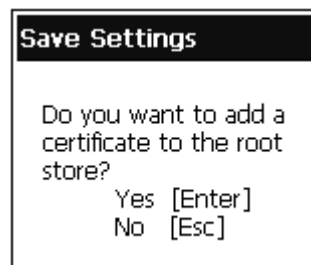 Save Settings
Do you want to add a
certificate to the root
store?
Yes [Enter]
No [Esc]